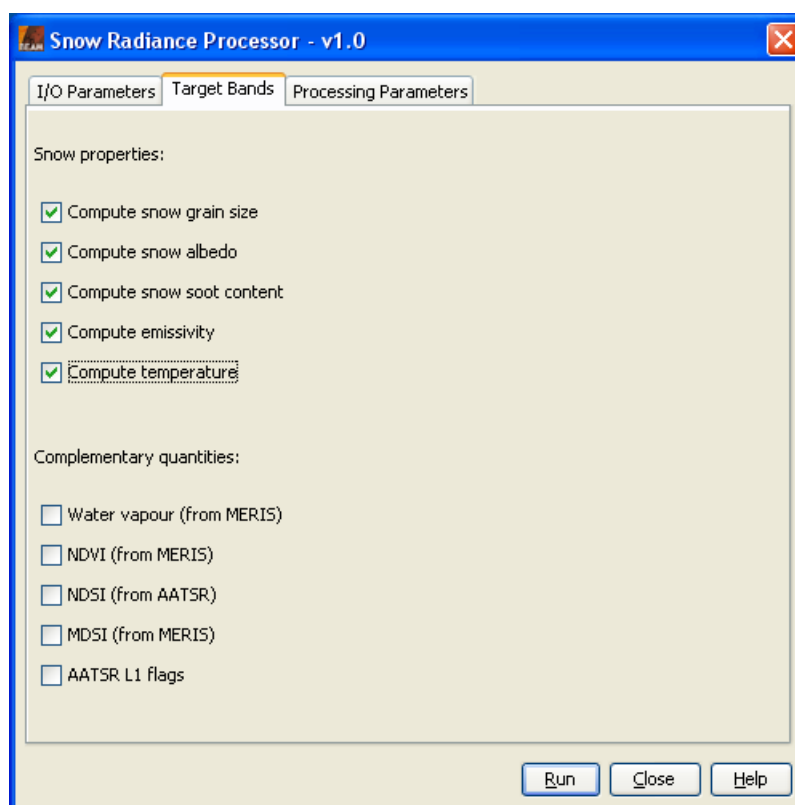 BEAM
Snow Radiance Processor - v1.0
I/O Parameters Target Bands Processing Parameters
Snow properties:
Compute snow grain size
Compute snow albedo
Compute snow soot content
Compute emissivity
Compute temperature
Complementary quantities:
Water vapour (from MERIS)
NDVI (from MERIS)
NDSI (from AATSR)
MDSI (from MERIS)
AATSR L1 flags
Run Close Help